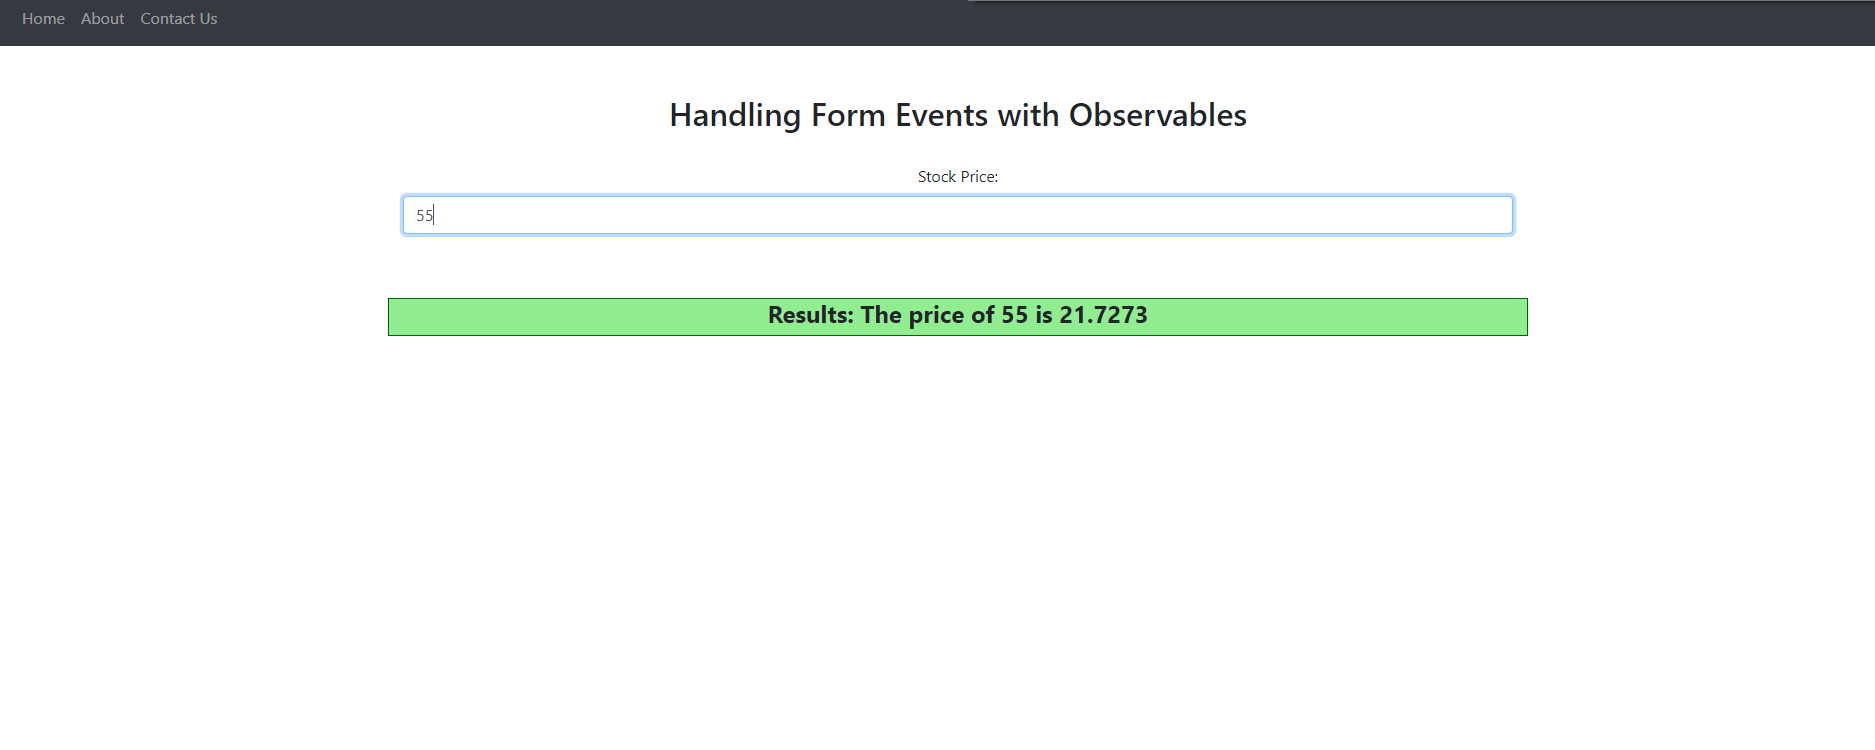 Home About Contact Us
Handling Form Events with Observables
Stock Price:
55
Results: The price of 55 is 21.7273